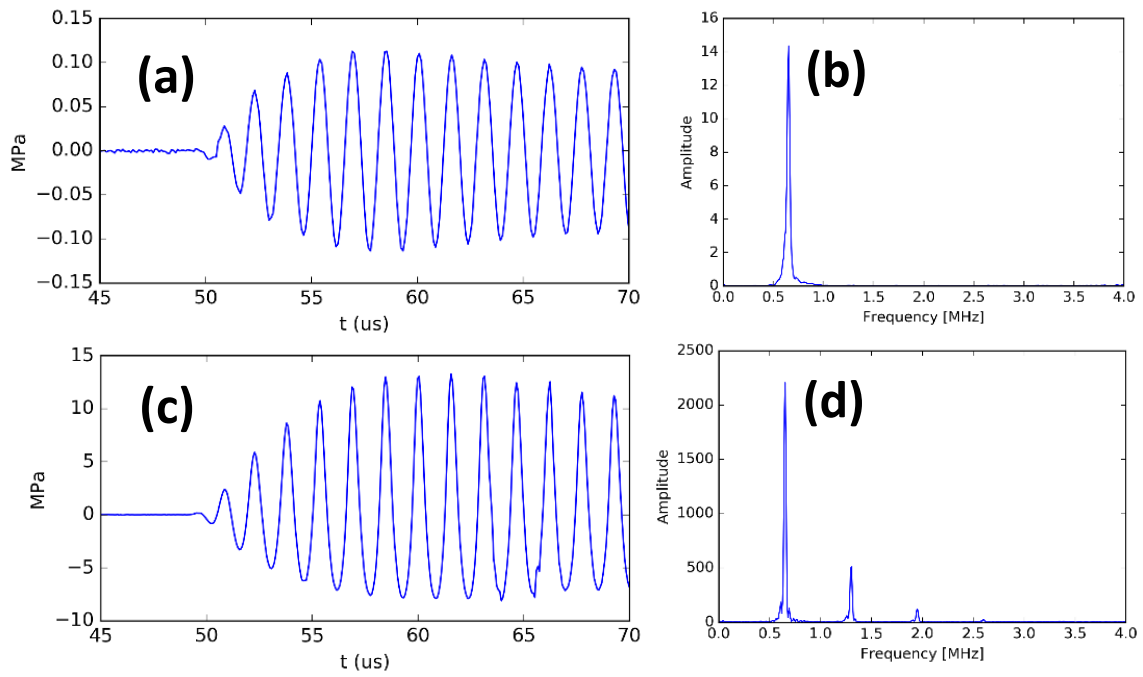 (a)
MPa
0.15
0.10
0.05
0.00
−0.05
−0.10
−0.15
45 50 55 60 65 70
t (us)
(b)
Amplitude
16
14
12
10
8
6
4
2
0
0.0 0.5 1.0 1.5 2.0 2.5 3.0 3.5 4.0
Frequency [MHz]
(c)
MPa
15
10
5
0
−5
−10
45 50 55 60 65 70
t (us)
(d)
Amplitude
2500
2000
1500
1000
500
0
0.0 0.5 1.0 1.5 2.0 2.5 3.0 3.5 4.0
Frequency [MHz]